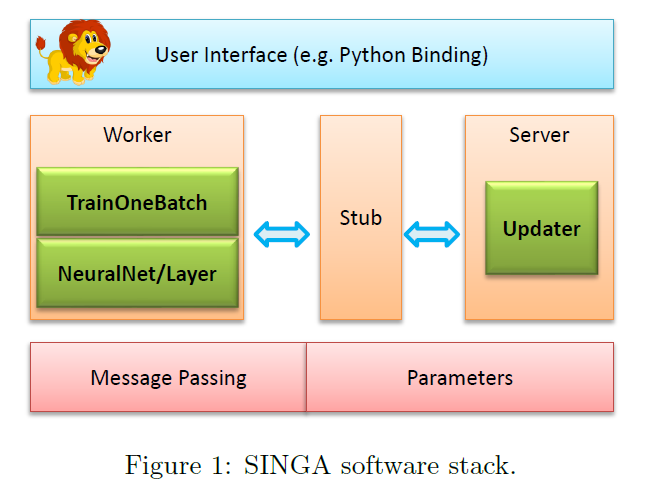 User Interface (e.g. Python Binding)
Worker
TrainOneBatch
NeuralNet/Layer
Stub
Server
Updater
Message Passing
Parameters
Figure 1: SINGA software stack.